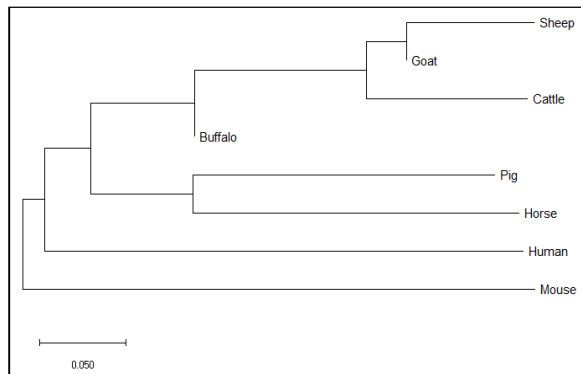 Sheep
Goat
Cattle
Buffalo
Pig
Horse
Human
Mouse
0.050